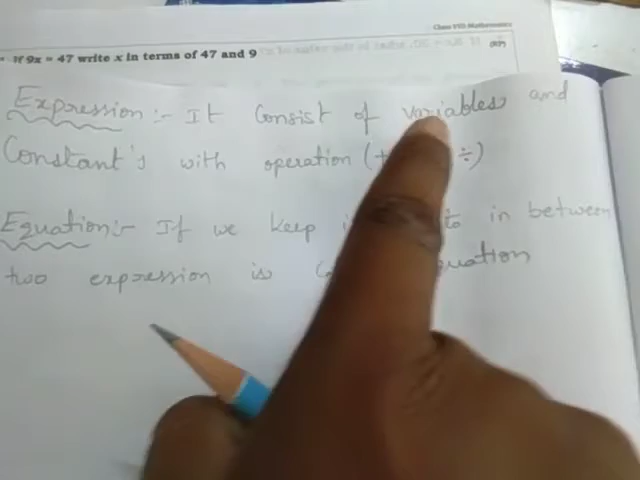 Class VIII-Mathematics
If 9x = 47 write x in terms of 47 and 9
Expression :- It Consist of variables and
Constant's with operation ( ÷)
Equation :- If we keep to in between
two expression is